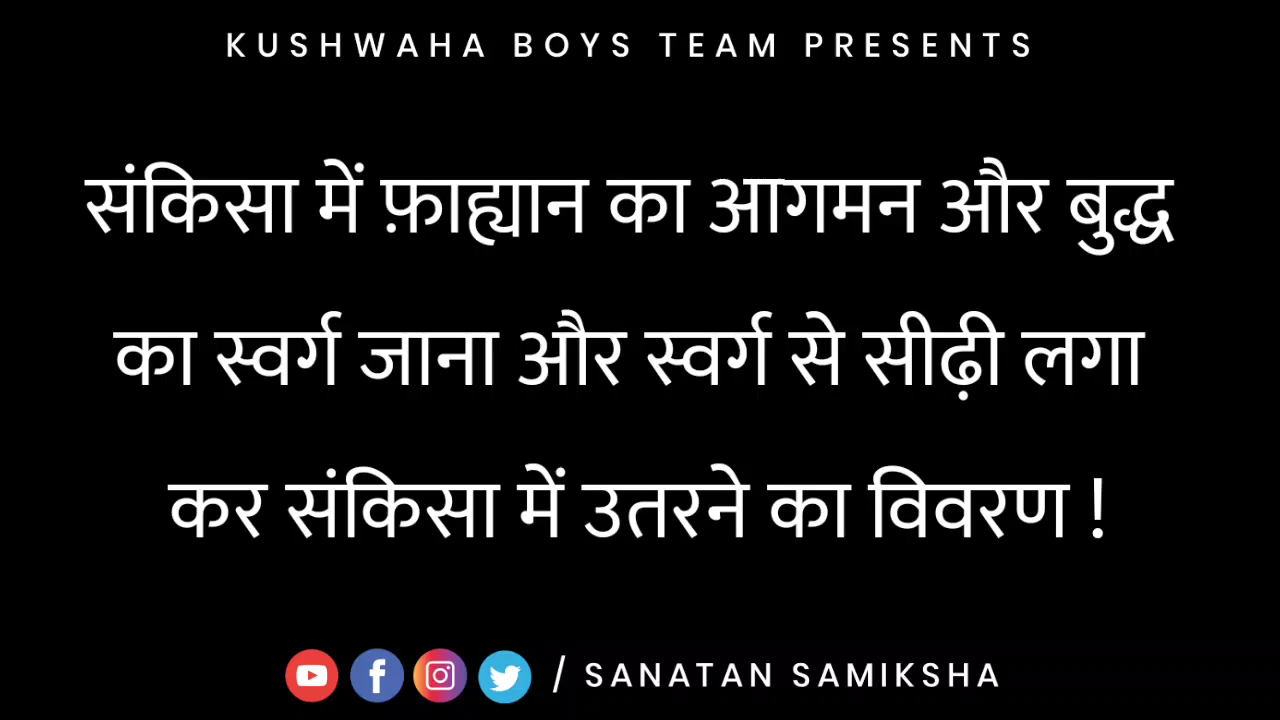 KUSHWAHA BOYS TEAM PRESENTS
संकिसा में फ़ाह्यान का आगमन और बुद्ध
का स्वर्ग जाना और स्वर्ग से सीढ़ी लगा
कर संकिसा में उतरने का विवरण !
/ SANATAN SAMIKSHA